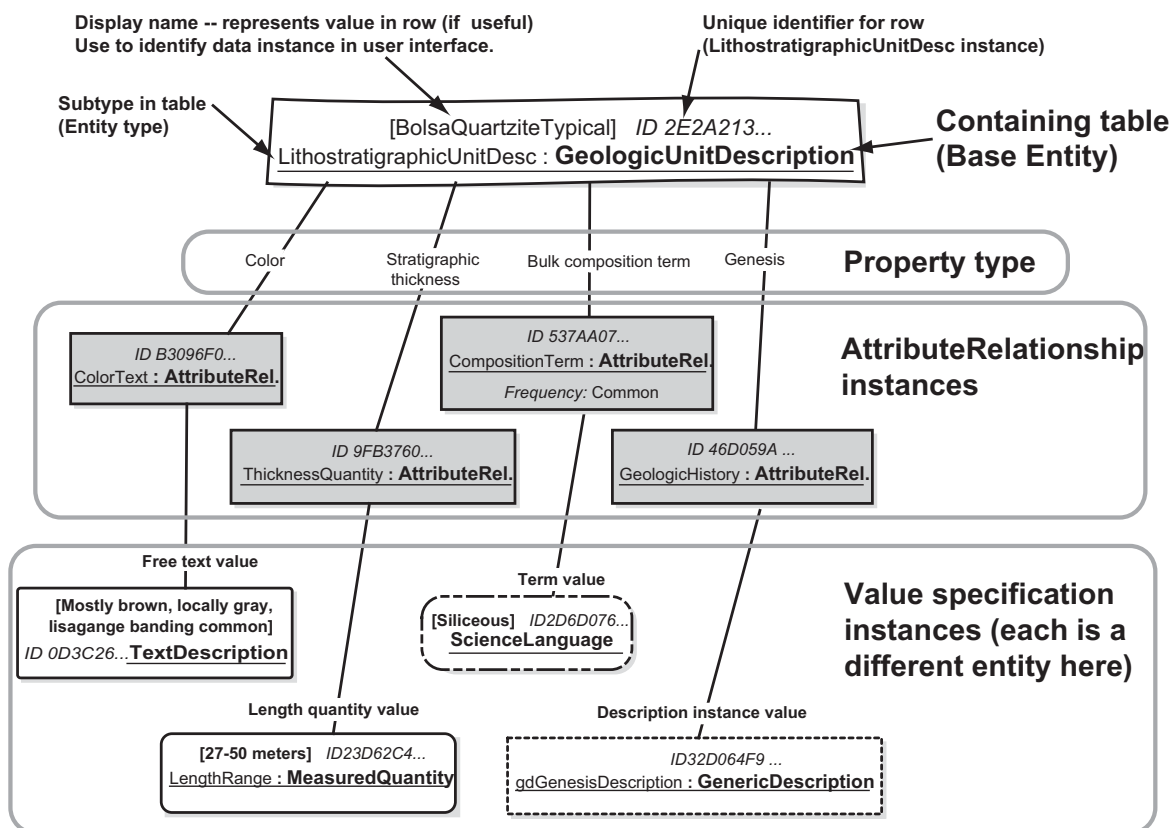 Display name -- represents value in row (if useful)
Use to identify data instance in user interface.
Unique identifier for row
(LithostratigraphicUnitDesc instance)
Subtype in table
(Entity type)
[BolsaQuartziteTypical] ID 2E2A213...
LithostratigraphicUnitDesc : GeologicUnitDescription
Containing table
(Base Entity)
Color
Stratigraphic
thickness
Bulk composition term
Genesis
Property type
ID B3096F0...
ColorText : AttributeRel.
ID 537AA07...
CompositionTerm : AttributeRel.
Frequency: Common
AttributeRelationship
instances
ID 9FB3760...
ThicknessQuantity : AttributeRel.
ID 46D059A ...
GeologicHistory : AttributeRel.
Free text value
[Mostly brown, locally gray,
lisagange banding common]
ID 0D3C26...TextDescription
Term value
[Siliceous] ID2D6D076...
ScienceLanguage
Value specification
instances (each is a
different entity here)
Length quantity value
[27-50 meters] ID23D62C4...
LengthRange : MeasuredQuantity
Description instance value
ID32D064F9 ...
gdGenesisDescription : GenericDescription